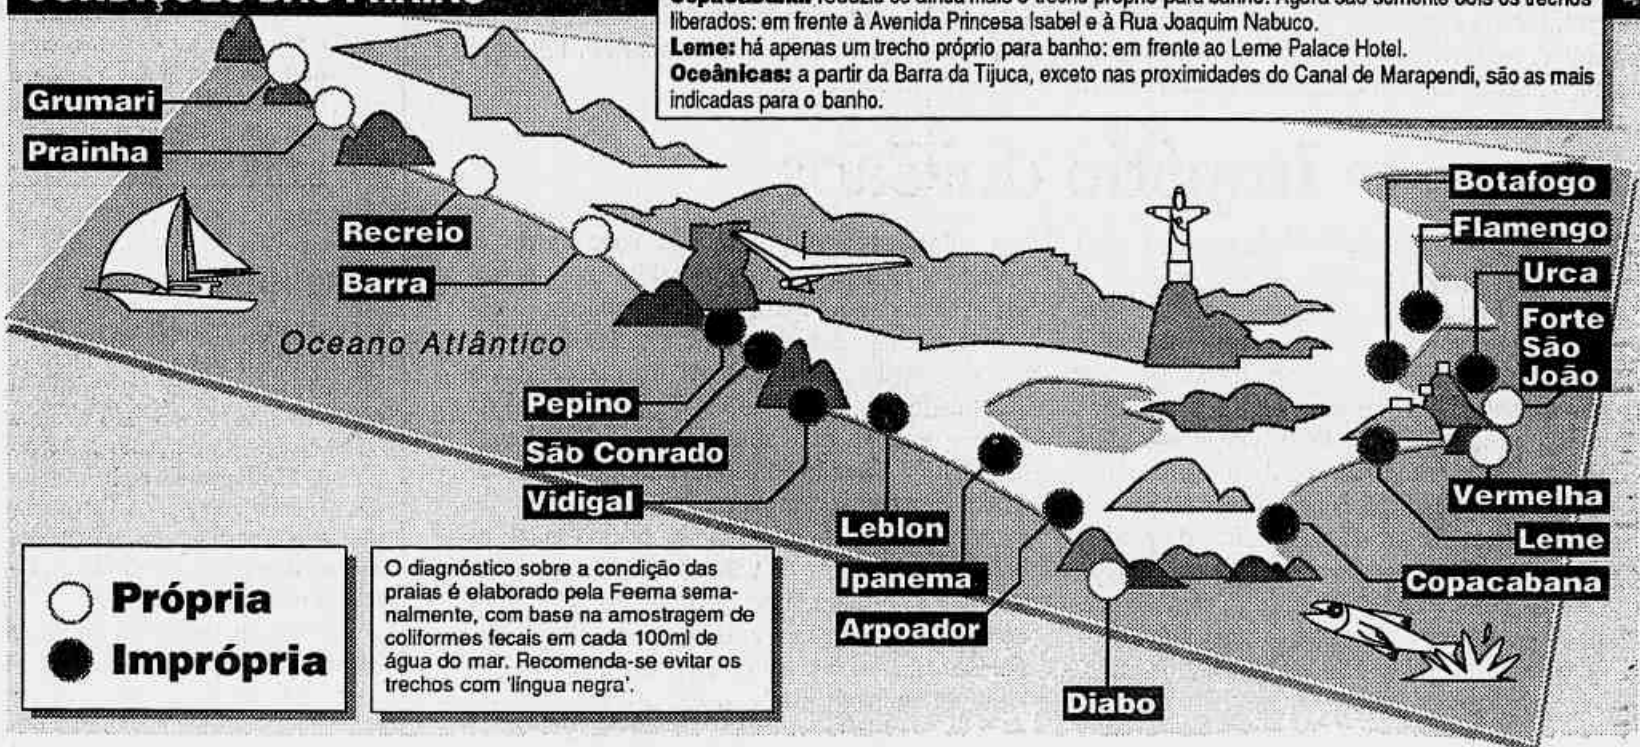 liberados: em frente à Avenida Princesa Isabel e à Rua Joaquim Nabuco.
Leme: há apenas um trecho próprio para banho: em frente ao Leme Palace Hotel.
Oceânicas: a partir da Barra da Tijuca, exceto nas proximidades do Canal de Marapendi, são as mais
indicadas para o banho.
Grumari
Prainha
Recreio
Barra
Oceano Atlântico
Pepino
São Conrado
Vidigal
Leblon
Ipanema
Arpoador
Diabo
Botafogo
Flamengo
Urca
Forte
São
João
Vermelha
Leme
Copacabana
Própria
Imprópria
O diagnóstico sobre a condição das
praias é elaborado pela Feema sema-
nalmente, com base na amostragem de
coliformes fecais em cada 100ml de
água do mar. Recomenda-se evitar os
trechos com 'língua negra'.